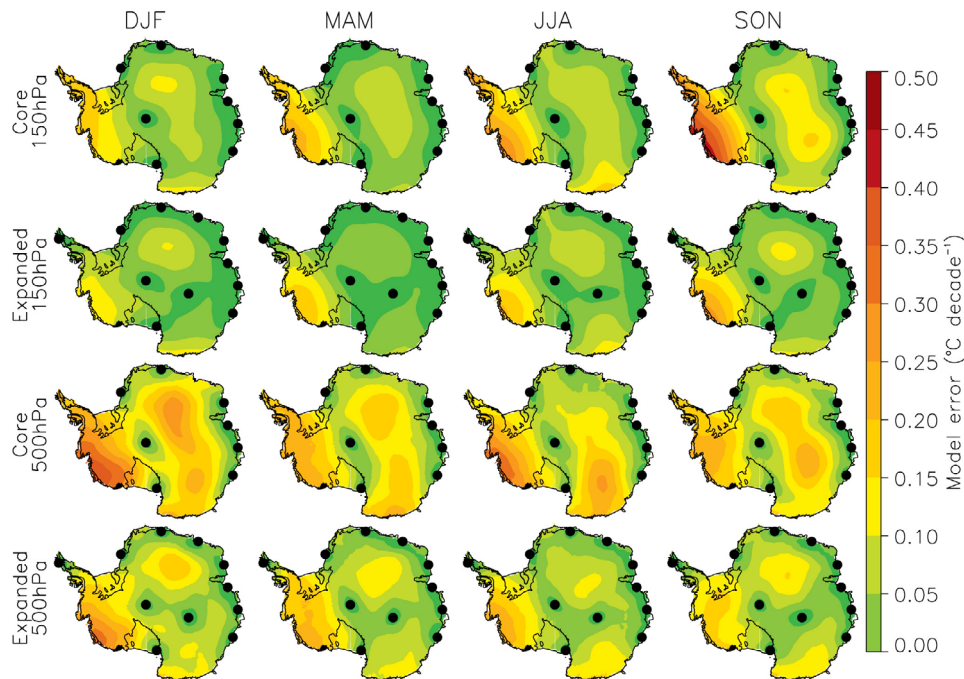 DJF MAM JJA SON
Core
150hPa
Expanded
150hPa
Core
500hPa
Expanded
500hPa
0.50
0.45
0.40
0.35
0.30
0.25
0.20
0.15
0.10
0.05
0.00
Model error (°C decade⁻¹)